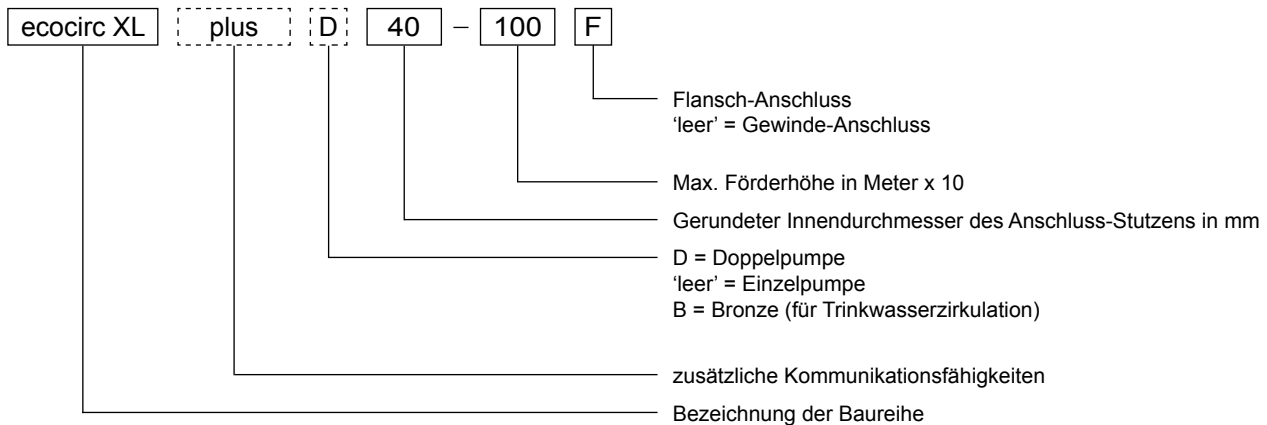 ecocirc XL plus D 40 – 100 F
Flansch-Anschluss
‘leer’ = Gewinde-Anschluss
Max. Förderhöhe in Meter x 10
Gerundeter Innendurchmesser des Anschluss-Stutzens in mm
D = Doppelpumpe
‘leer’ = Einzelpumpe
B = Bronze (für Trinkwasserzirkulation)
zusätzliche Kommunikationsfähigkeiten
Bezeichnung der Baureihe